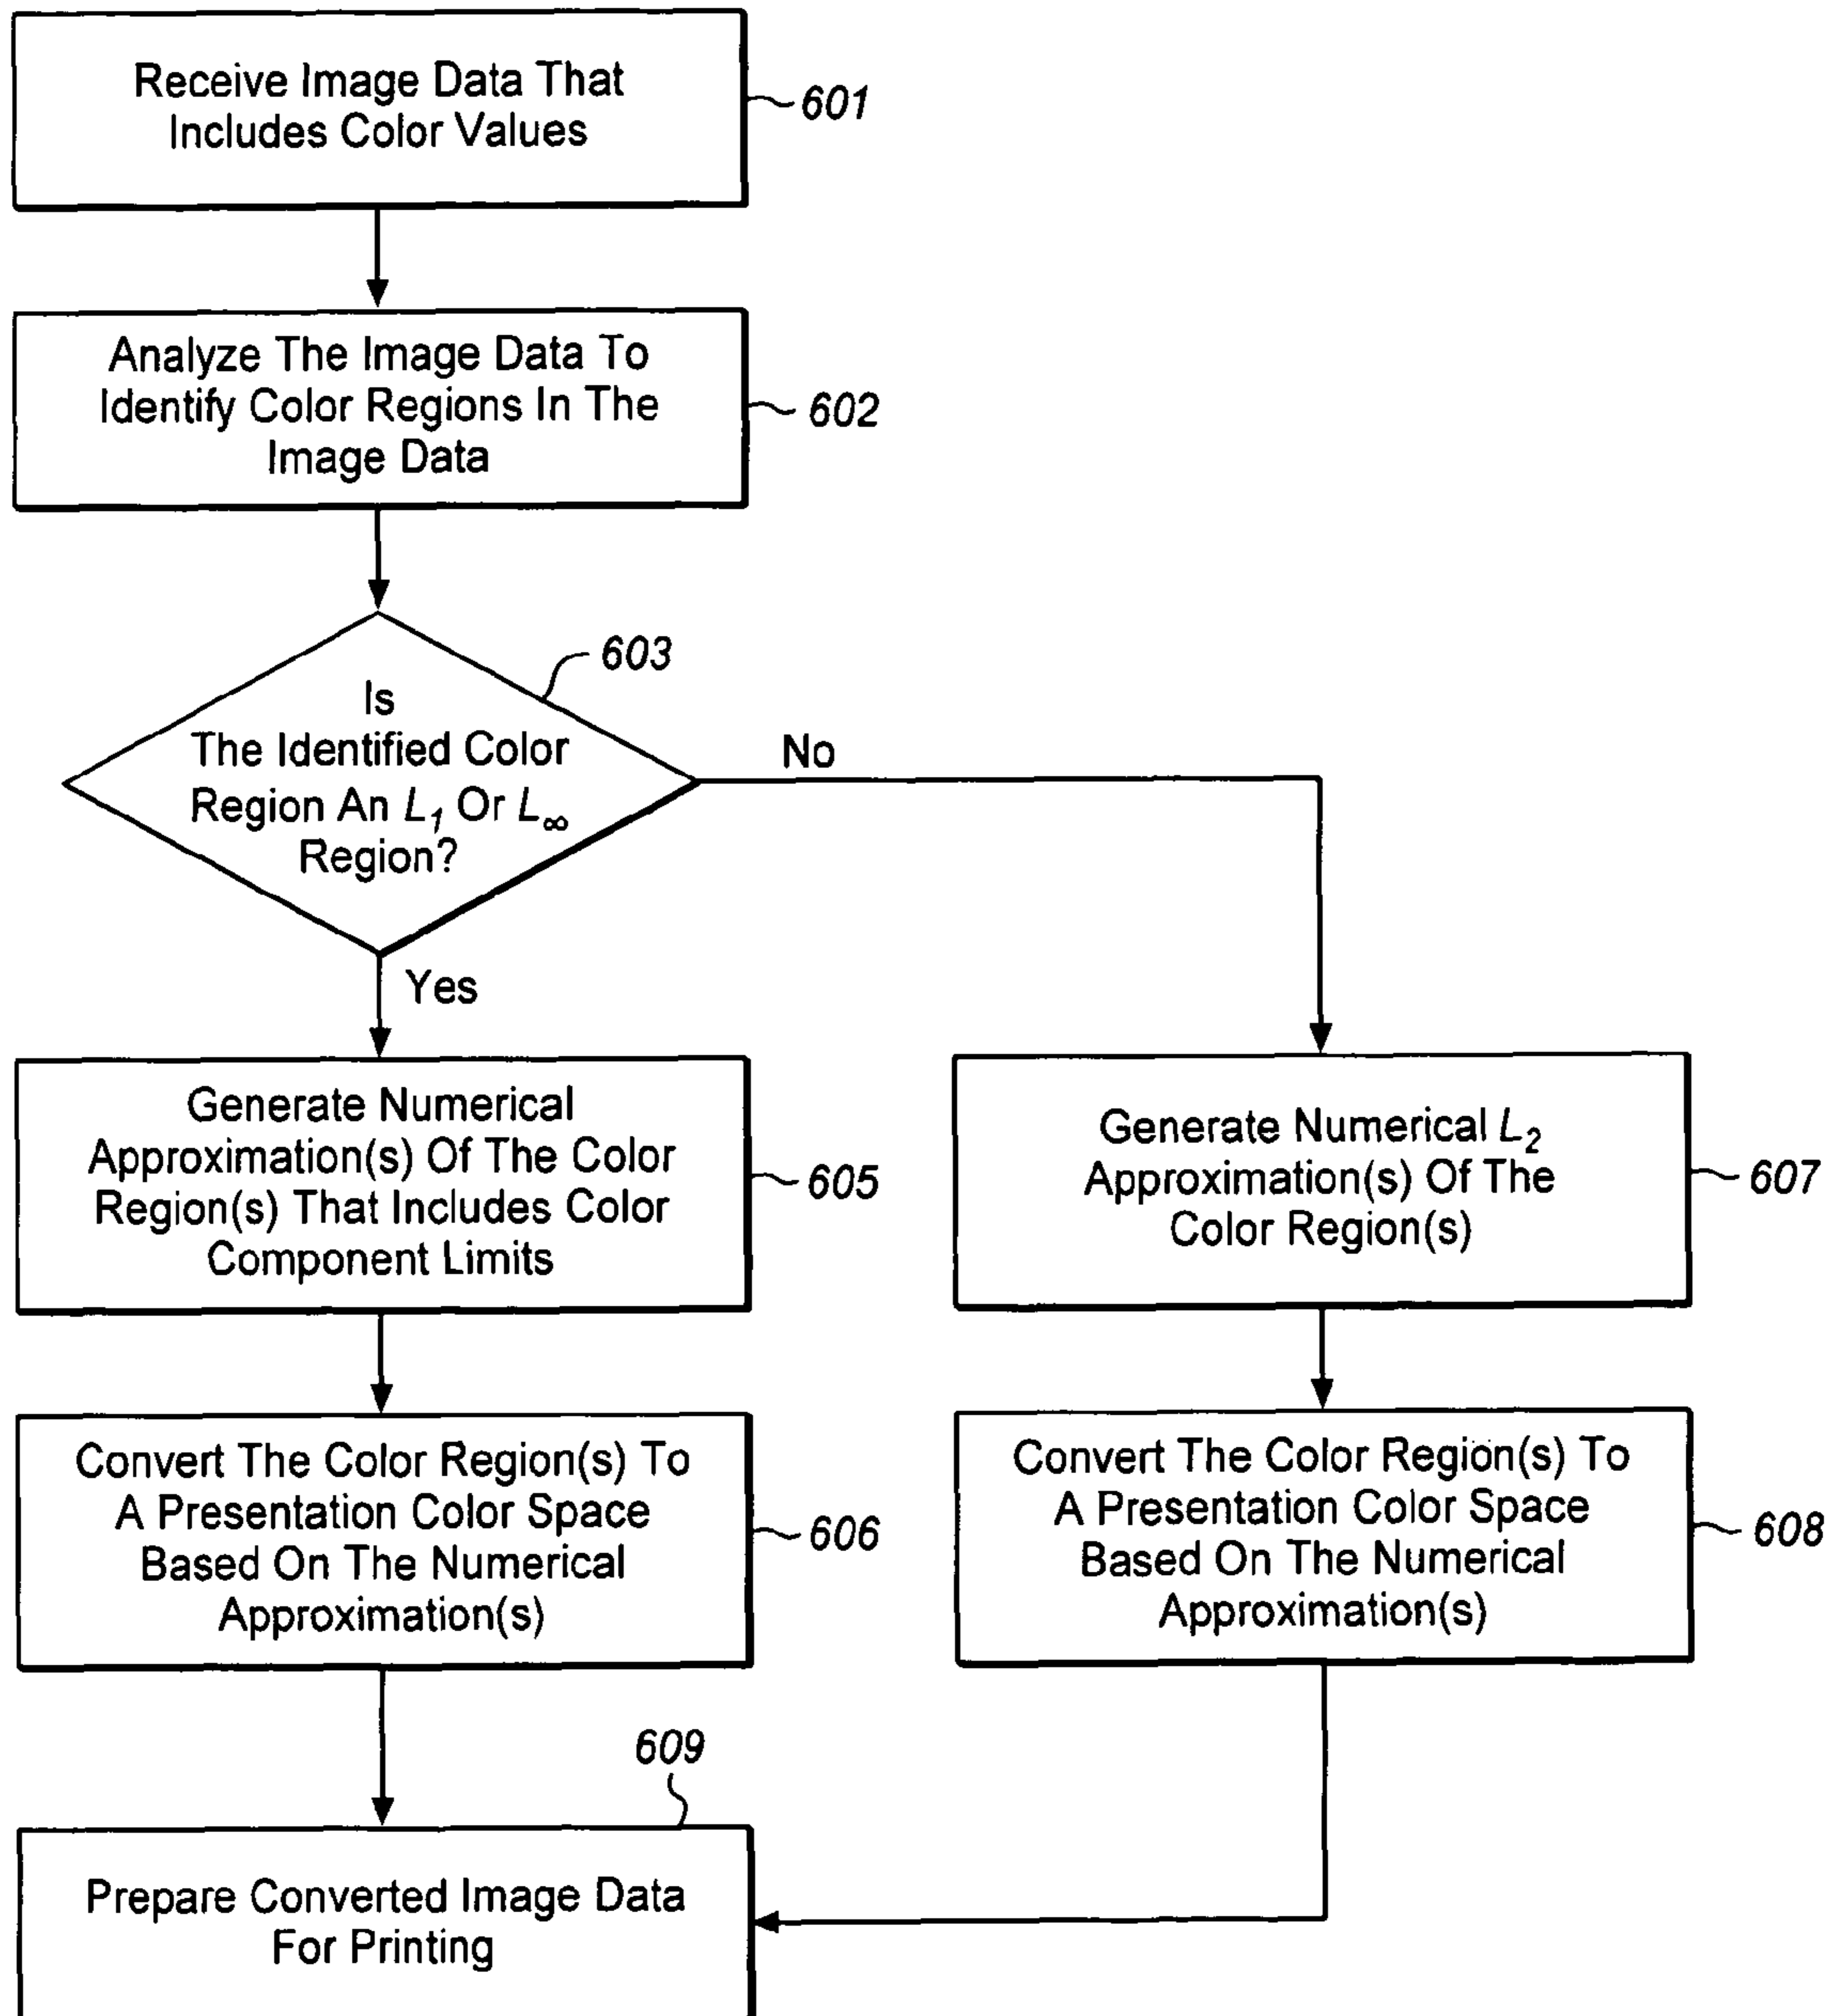 Receive Image Data That
Includes Color Values
601
Analyze The Image Data To
Identify Color Regions In The
Image Data
602
603
Is
The Identified Color
Region An L₁ Or L∞
Region?
No
Yes
Generate Numerical
Approximation(s) Of The Color
Region(s) That Includes Color
Component Limits
605
Generate Numerical L₂
Approximation(s) Of The
Color Region(s)
607
Convert The Color Region(s) To
A Presentation Color Space
Based On The Numerical
Approximation(s)
606
Convert The Color Region(s) To
A Presentation Color Space
Based On The Numerical
Approximation(s)
608
609
Prepare Converted Image Data
For Printing